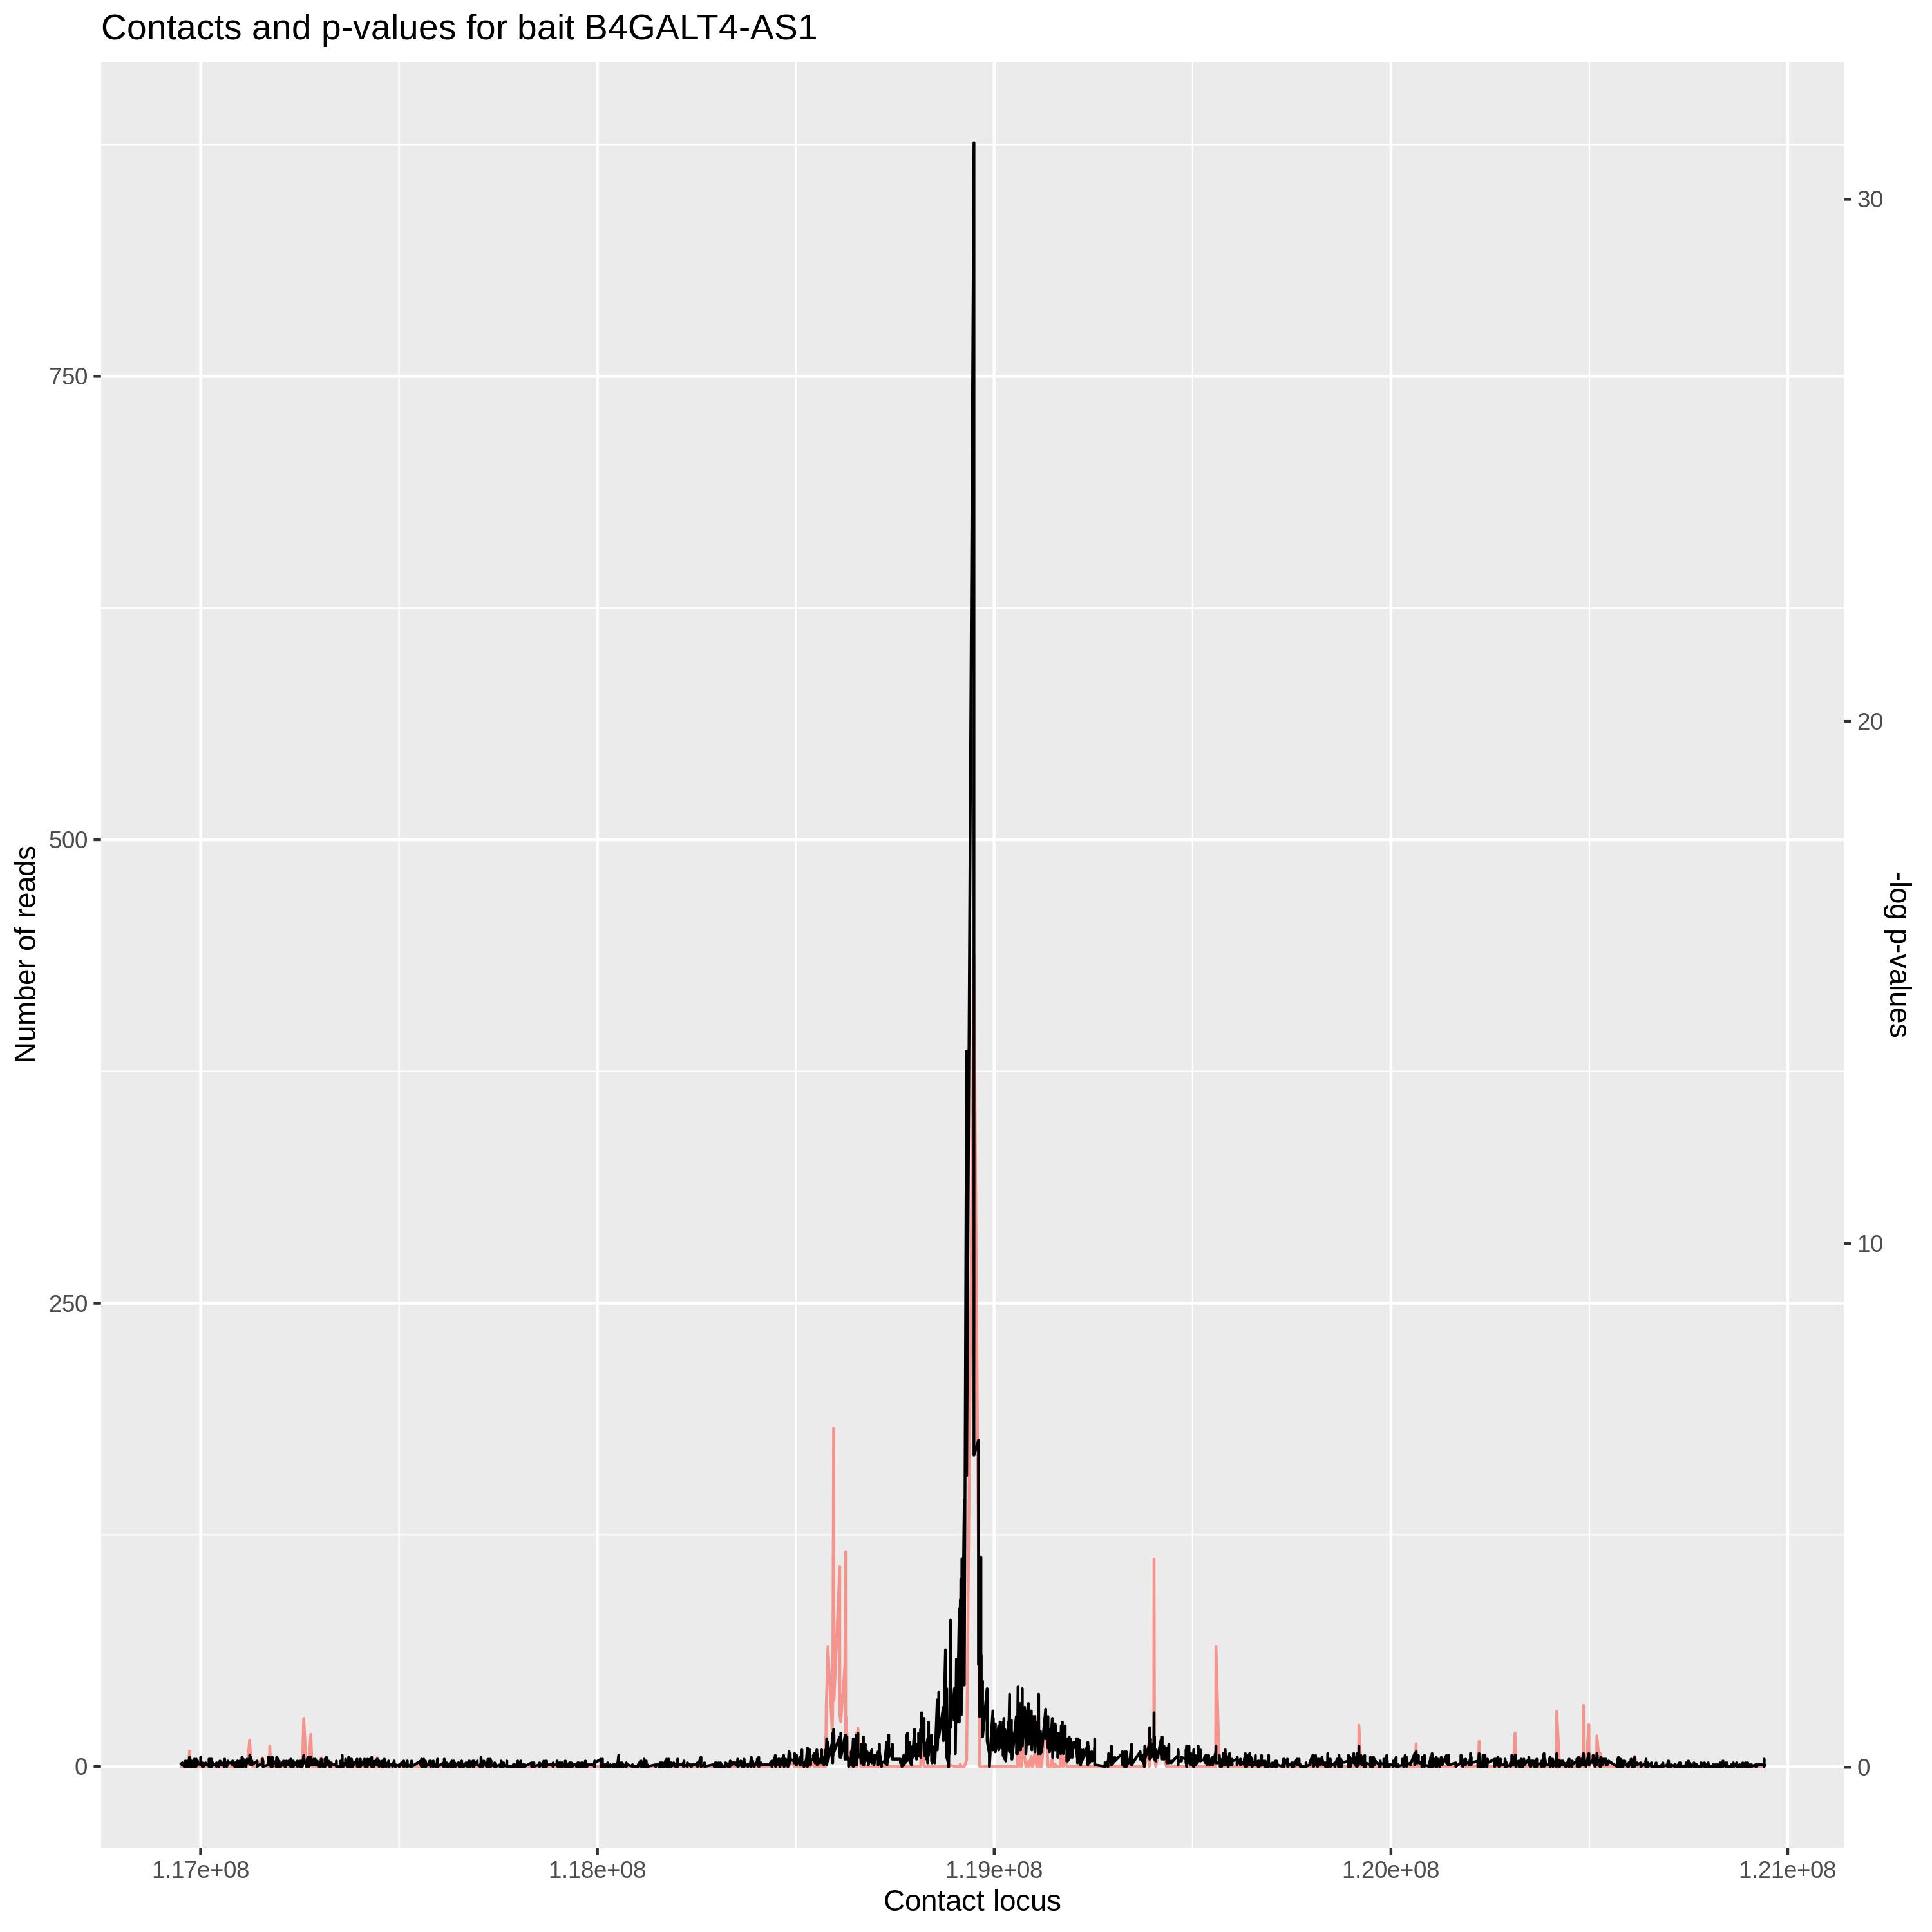 Contacts and p-values for bait B4GALT4-AS1
Number of reads
750
500
250
0
30
20
10
0
-log p-values
1.17e+08
1.18e+08
1.19e+08
1.20e+08
1.21e+08
Contact locus